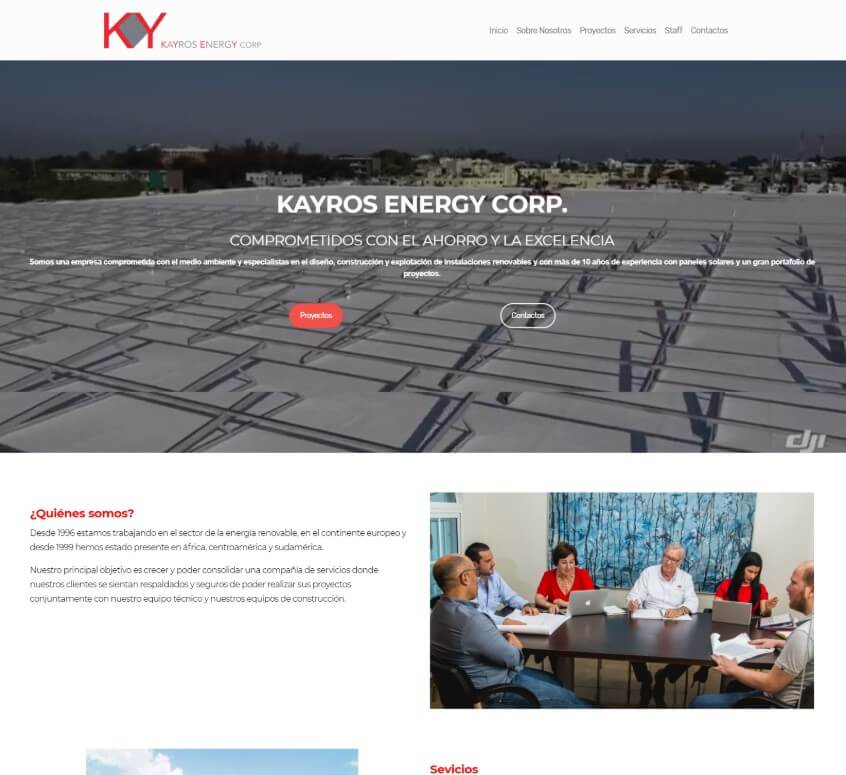 KY KAYROS ENERGY CORP
Inicio Sobre Nosotros Proyectos Servicios Staff Contactos
KAYROS ENERGY CORP.
COMPROMETIDOS CON EL AHORRO Y LA EXCELENCIA
Somos una empresa comprometida con el medio ambiente y especialistas en el diseño, construcción y explotación de instalaciones renovables y con más de 10 años de experiencia con paneles solares y un gran portafolio de
proyectos.
Proyectos Contactos
dji
¿Quiénes somos?
Desde 1996 estamos trabajando en el sector de la energía renovable, en el continente europeo y
desde 1999 hemos estado presente en áfrica, centroamérica y sudamérica.
Nuestro principal objetivo es crecer y poder consolidar una compañía de servicios donde
nuestros clientes se sientan respaldados y seguros de poder realizar sus proyectos
conjuntamente con nuestro equipo técnico y nuestros equipos de construcción.
Sevicios